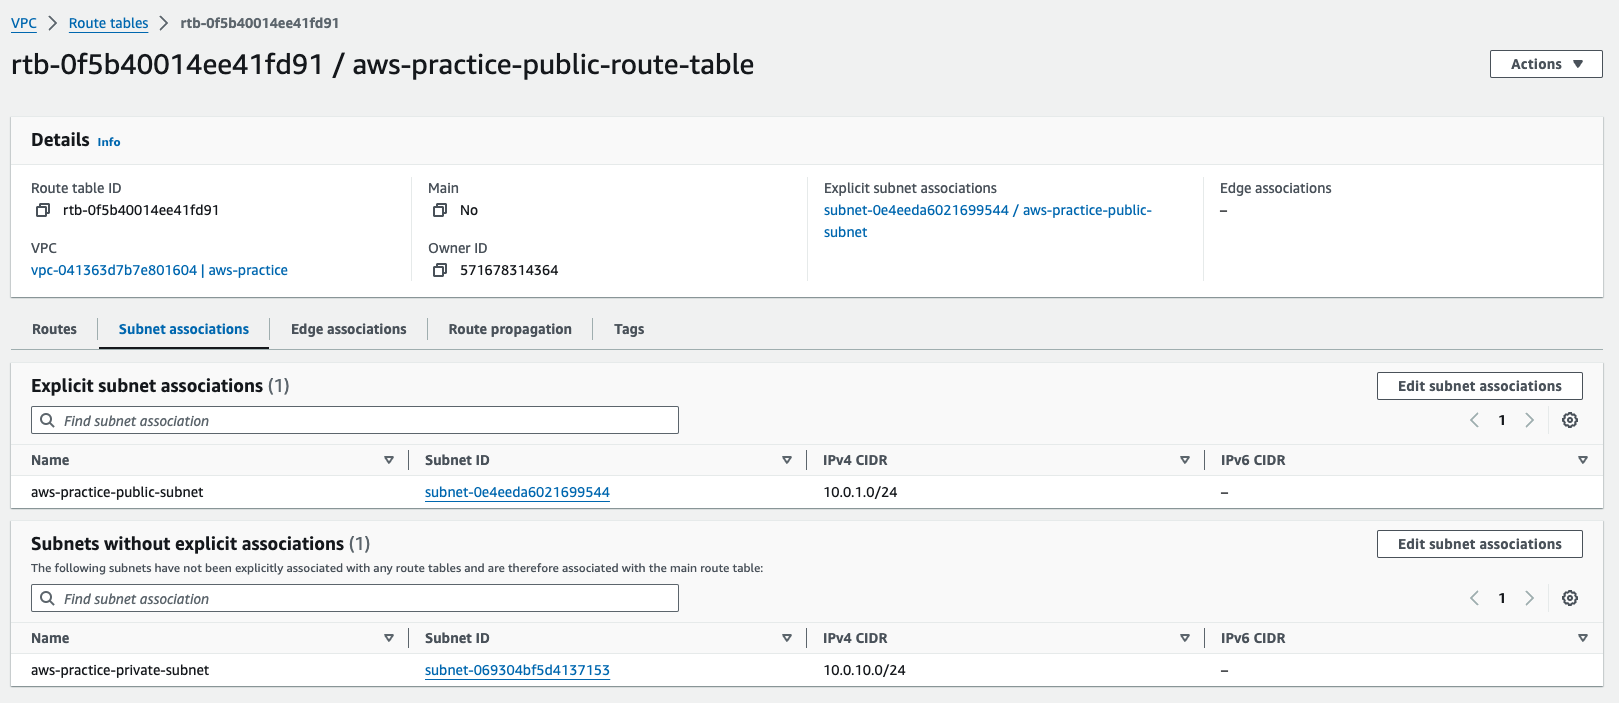 VPC > Route tables > rtb-0f5b40014ee41fd91
rtb-0f5b40014ee41fd91 / aws-practice-public-route-table
Actions
Details Info
Route table ID
rtb-0f5b40014ee41fd91
Main
No
Explicit subnet associations
subnet-0e4eeda6021699544 / aws-practice-public-
subnet
Edge associations
–
VPC
vpc-041363d7b7e801604 | aws-practice
Owner ID
571678314364
Routes Subnet associations Edge associations Route propagation Tags
Explicit subnet associations (1)
Edit subnet associations
Find subnet association
1
Name Subnet ID IPv4 CIDR IPv6 CIDR
aws-practice-public-subnet subnet-0e4eeda6021699544 10.0.1.0/24 –
Subnets without explicit associations (1)
Edit subnet associations
The following subnets have not been explicitly associated with any route tables and are therefore associated with the main route table:
Find subnet association
1
Name Subnet ID IPv4 CIDR IPv6 CIDR
aws-practice-private-subnet subnet-069304bf5d4137153 10.0.10.0/24 –